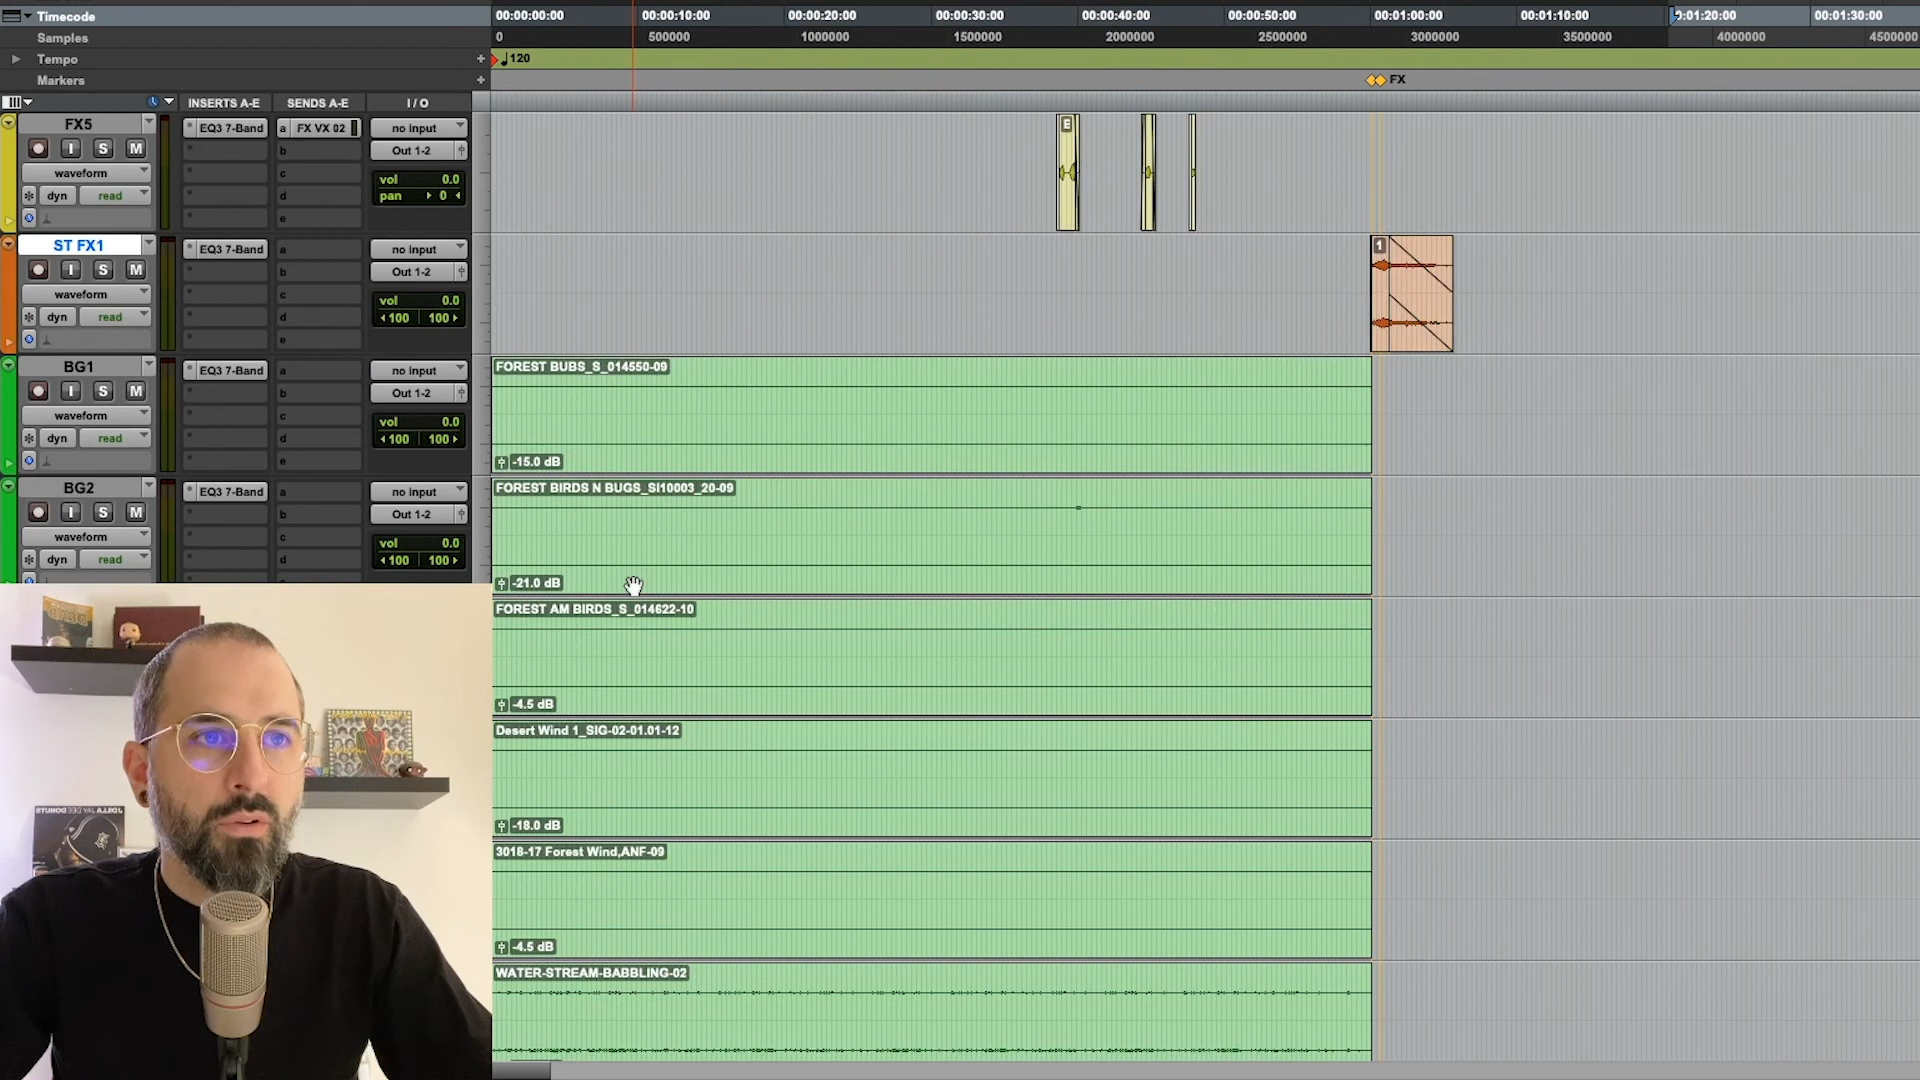 Timecode 00:00:00:00 00:00:10:00 00:00:20:00 00:00:30:00 00:00:40:00 00:00:50:00 00:01:00:00 00:01:10:00 0:01:20:00 00:01:30:00
Samples 0 500000 1000000 1500000 2000000 2500000 3000000 3500000 4000000 4500000
Tempo + 120
Markers + FX
INSERTS A-E SENDS A-E I / O
FX5 EQ3 7-Band a FX VX 02 no input
I S M b Out 1-2
waveform c vol 0.0
dyn read d pan 0
e
E
ST FX1 EQ3 7-Band a no input
I S M b Out 1-2
waveform c vol 0.0
dyn read d 100 100
e
1
BG1 EQ3 7-Band a no input
I S M b Out 1-2
waveform c vol 0.0
dyn read d 100 100
e
FOREST BUBS_S_014550-09
-15.0 dB
BG2 EQ3 7-Band a no input
I S M b Out 1-2
waveform c vol 0.0
dyn read d 100 100
FOREST BIRDS N BUGS_SI10003_20-09
-21.0 dB
FOREST AM BIRDS_S_014622-10
-4.5 dB
Desert Wind 1_SIG-02-01.01-12
-18.0 dB
3018-17 Forest Wind,ANF-09
-4.5 dB
WATER-STREAM-BABBLING-02